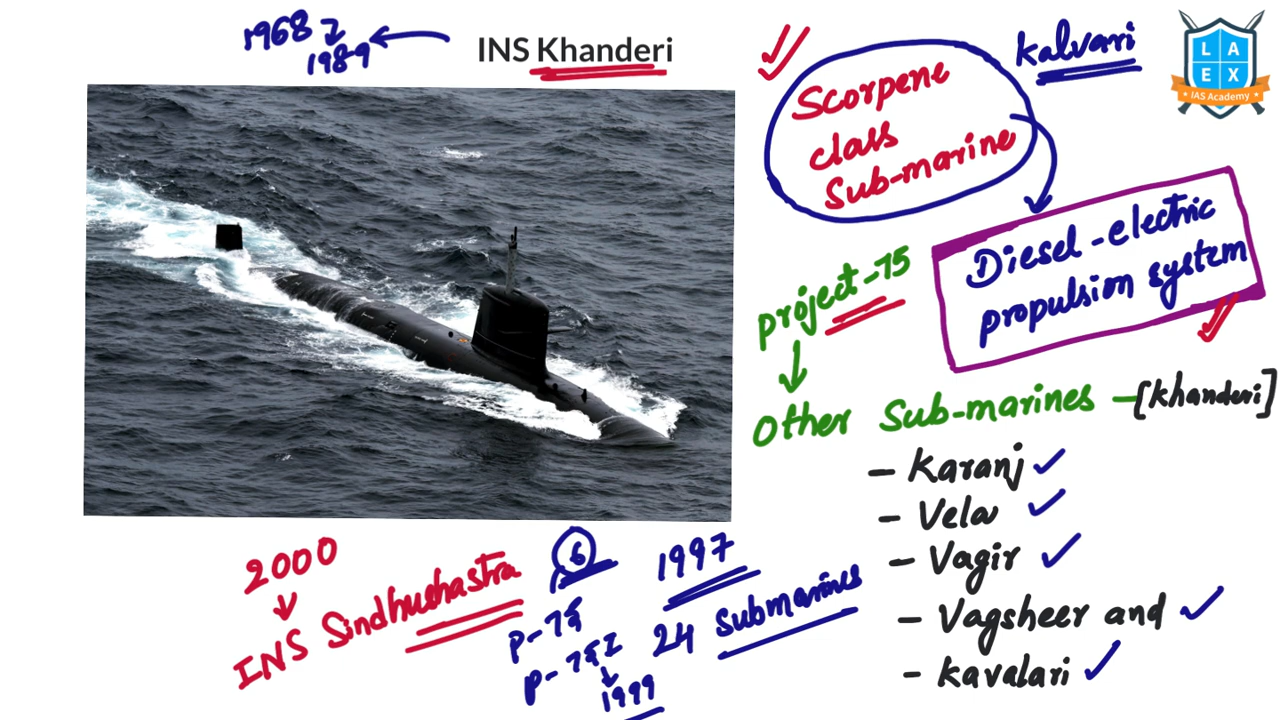 1968 I
1989
INS Khanderi
Scorpene
class
Sub-marine
kalvari
L A
E X
IAS Academy
Diesel-electric
propulsion system
project-75
Other Sub-marines - [khanderi]
- Karanj
- Vela
- Vagir
- Vagsheer and
- kavalari
2000
INS Sindhushastra
6
P-75
P-75I
1999
1997
24 Submarines